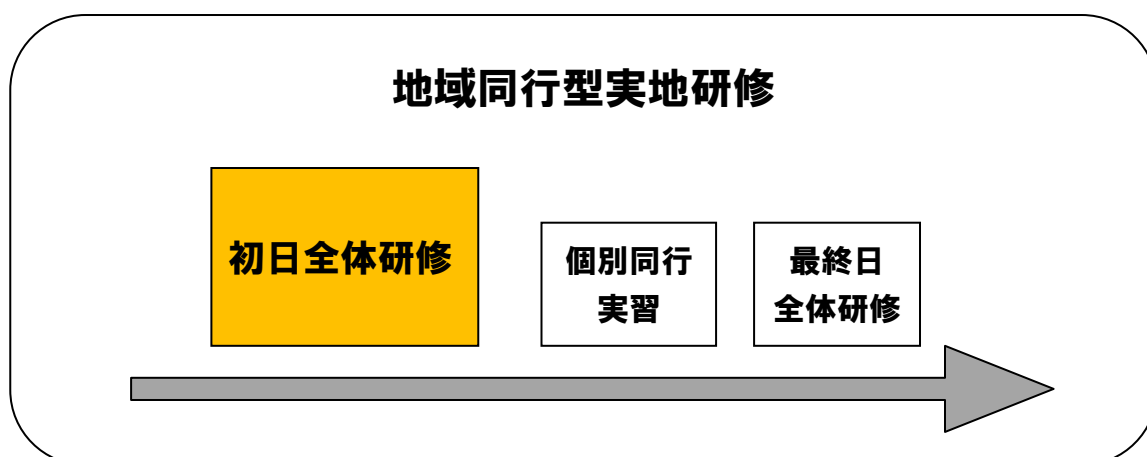 地域同行型実地研修
初日全体研修
個別同行
実習
最終日
全体研修